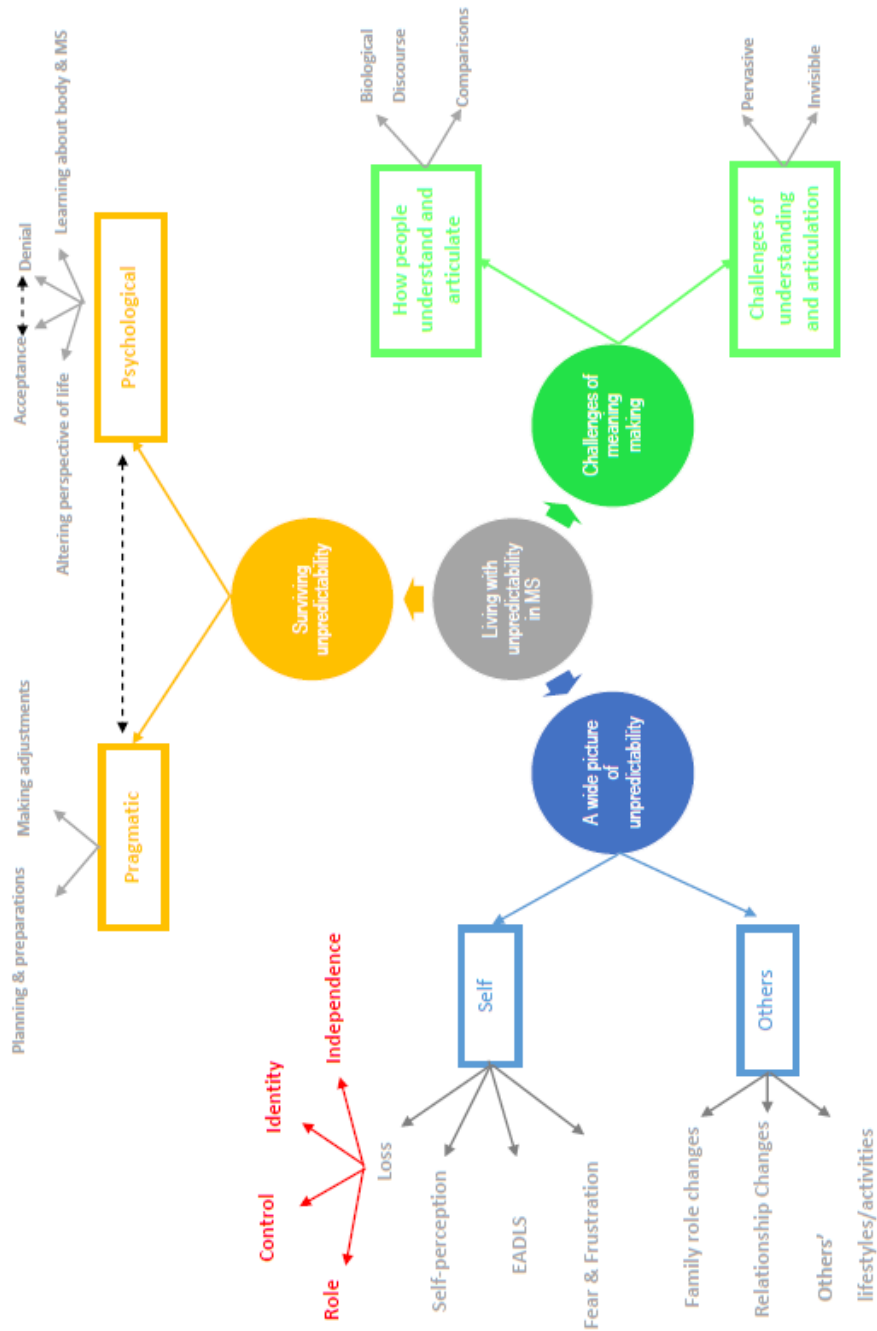 Planning & preparations
Making adjustments
Pragmatic
Acceptance
Denial
Altering perspective of life
Learning about body & MS
Psychological
Surviving
unpredictability
Living with
unpredictability
in MS
A wide picture
of
unpredictability
Challenges of
meaning
making
Control
Identity
Role
Independence
Loss
Self
Self-perception
EADLS
Fear & Frustration
Others
Family role changes
Relationship Changes
Others'
lifestyles/activities
How people
understand and
articulate
Biological
Discourse
Comparisons
Challenges of
understanding
and articulation
Pervasive
Invisible